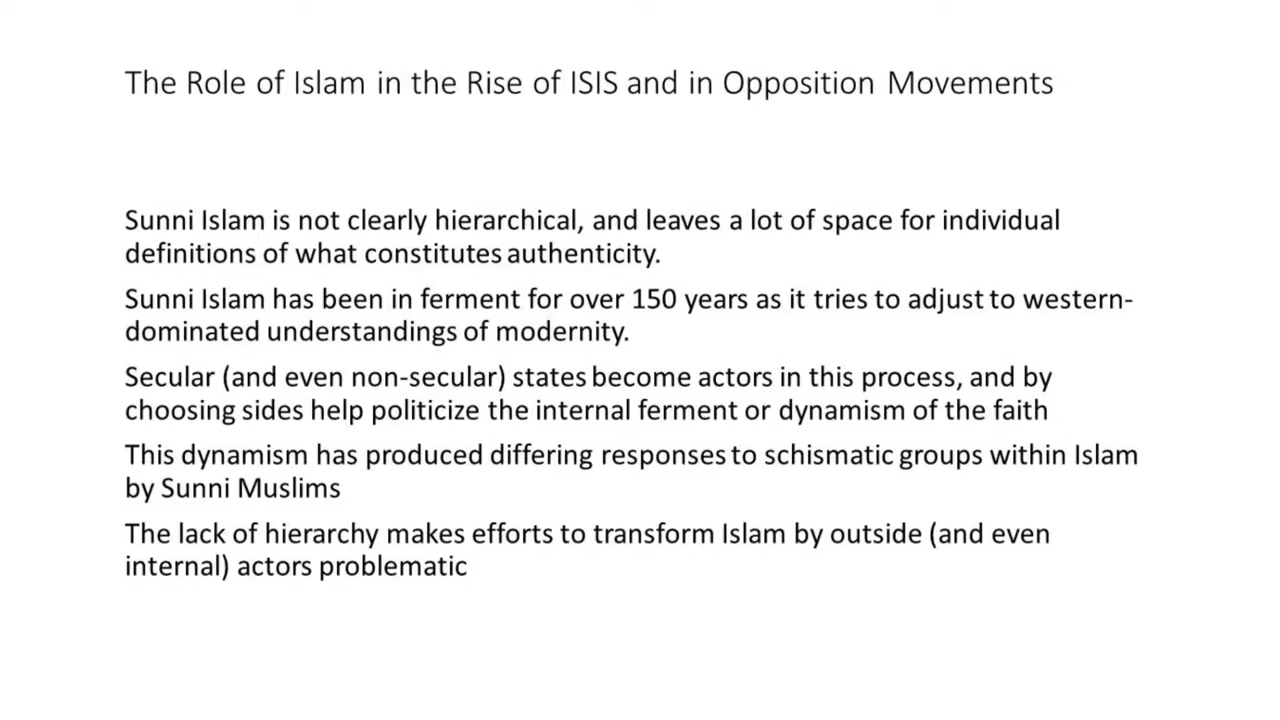 The Role of Islam in the Rise of ISIS and in Opposition Movements
Sunni Islam is not clearly hierarchical, and leaves a lot of space for individual
definitions of what constitutes authenticity.
Sunni Islam has been in ferment for over 150 years as it tries to adjust to western-
dominated understandings of modernity.
Secular (and even non-secular) states become actors in this process, and by
choosing sides help politicize the internal ferment or dynamism of the faith
This dynamism has produced differing responses to schismatic groups within Islam
by Sunni Muslims
The lack of hierarchy makes efforts to transform Islam by outside (and even
internal) actors problematic